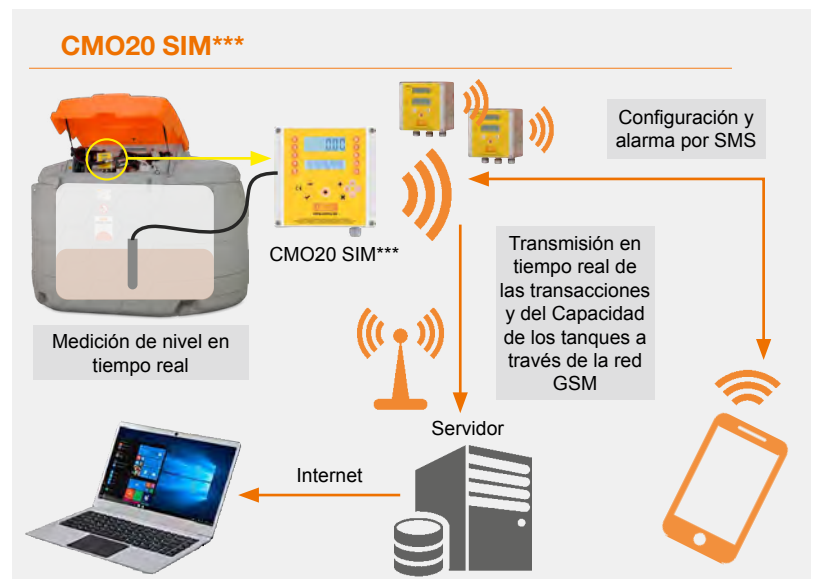 CMO20 SIM***
Configuración y
alarma por SMS
000
CMO20 SIM***
Transmisión en
tiempo real de
las transacciones
y del Capacidad
de los tanques a
través de la red
GSM
Medición de nivel en
tiempo real
Servidor
Internet